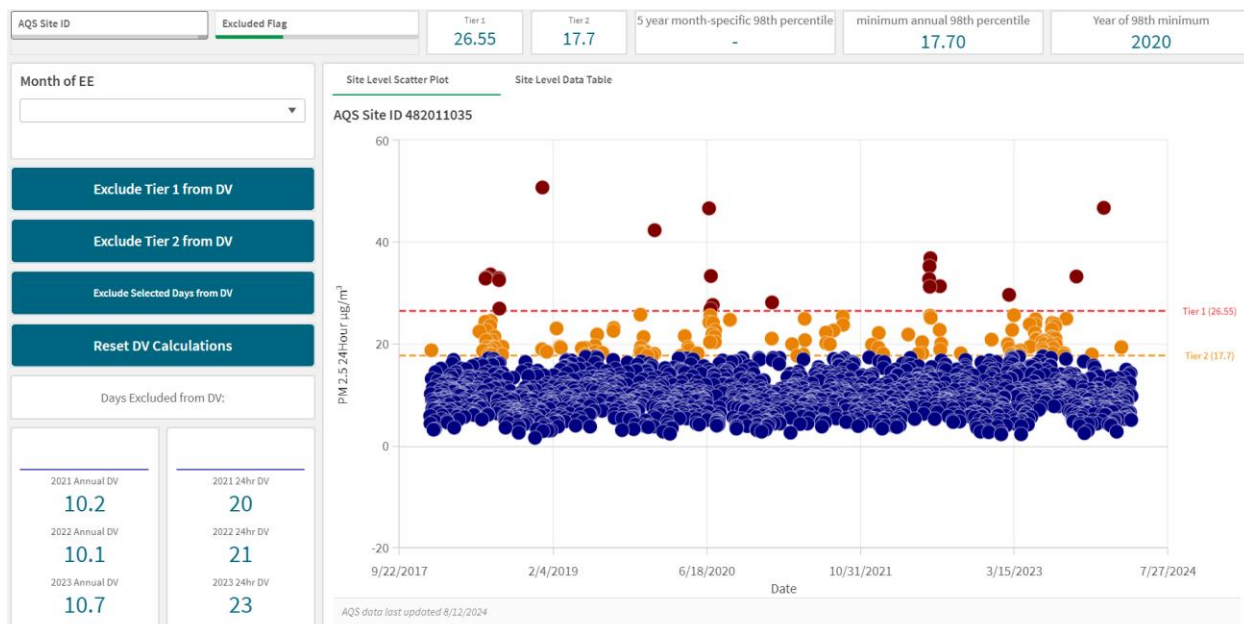 AQS Site ID
Excluded Flag
Tier 1
26.55
Tier 2
17.7
5 year month-specific 98th percentile
-
minimum annual 98th percentile
17.70
Year of 98th minimum
2020
Month of EE
Exclude Tier 1 from DV
Exclude Tier 2 from DV
Exclude Selected Days from DV
Reset DV Calculations
Days Excluded from DV:
2021 Annual DV
10.2
2022 Annual DV
10.1
2023 Annual DV
10.7
2021 24hr DV
20
2022 24hr DV
21
2023 24hr DV
23
Site Level Scatter Plot
Site Level Data Table
AQS Site ID 482011035
PM 2.5 24Hour µg/m³
60
40
20
0
-20
Tier 1 (26.55)
Tier 2 (17.7)
9/22/2017
2/4/2019
6/18/2020
10/31/2021
3/15/2023
7/27/2024
Date
AQS data last updated 8/12/2024